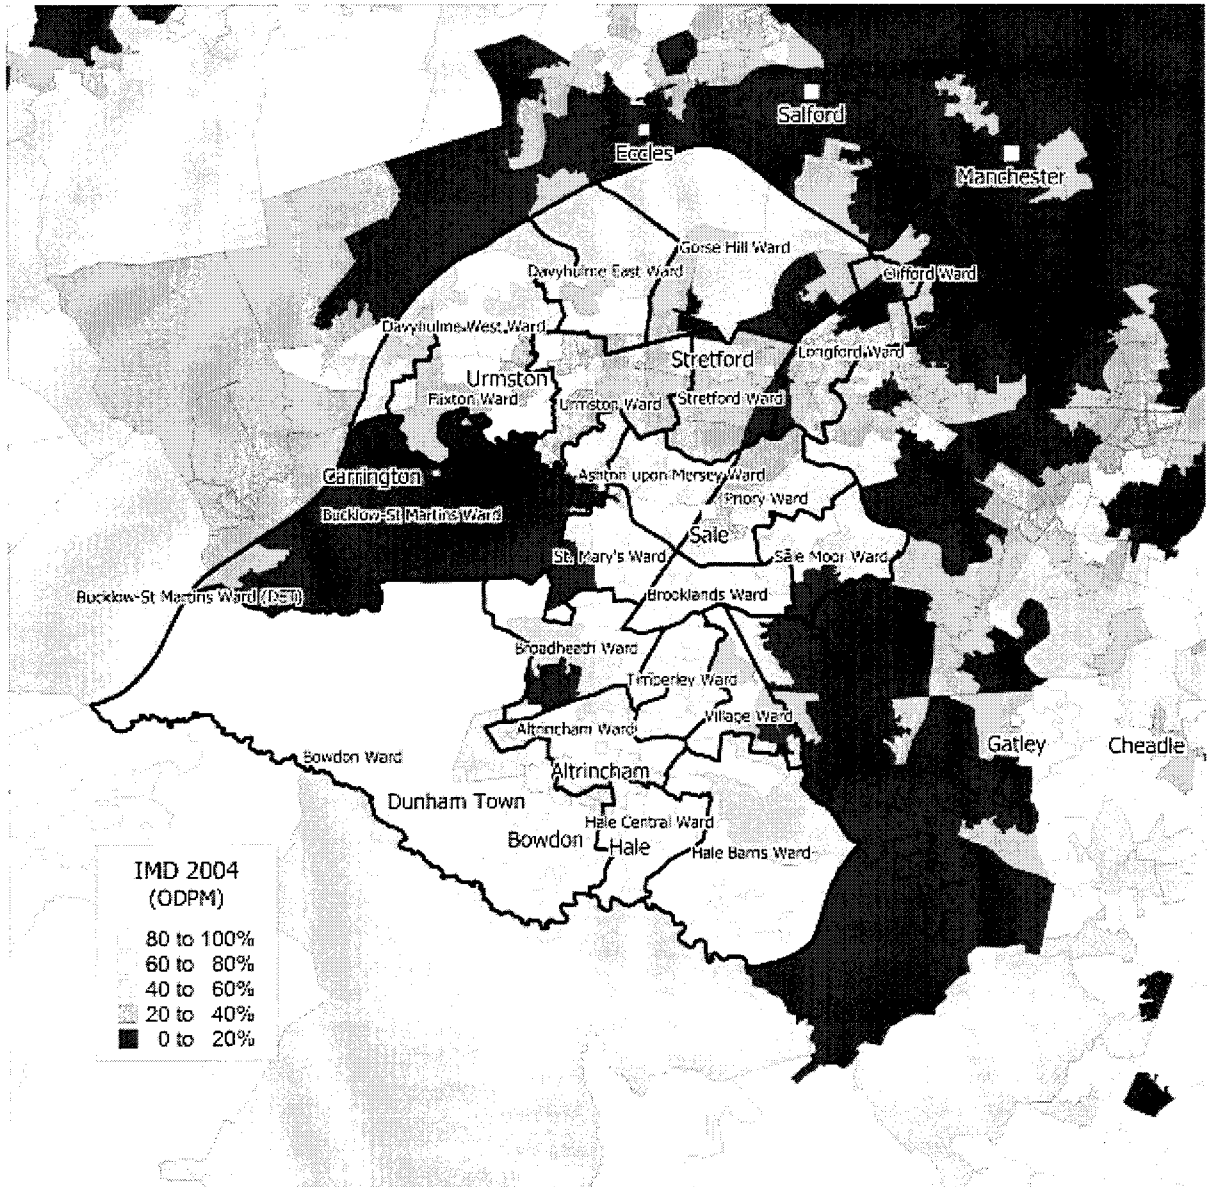 Salford
Eccles
Manchester
Gorse Hill Ward
Davyhulme East Ward
Clifford Ward
Davyhulme West Ward
Longford Ward
Stretford
Urmston
Flixton Ward
Urmston Ward
Stretford Ward
Carrington
Ashton upon Mersey Ward
Priory Ward
Bucklow-St Martins Ward
Sale
St. Mary's Ward
Sale Moor Ward
Bucklow-St Martins Ward (DET)
Brooklands Ward
Broadheath Ward
Timperley Ward
Village Ward
Altrincham Ward
Gatley
Cheadle
Bowdon Ward
Altrincham
Dunham Town
Hale Central Ward
Bowdon
Hale
Hale Barns Ward
IMD 2004
(ODPM)
80 to 100%
60 to 80%
40 to 60%
20 to 40%
0 to 20%